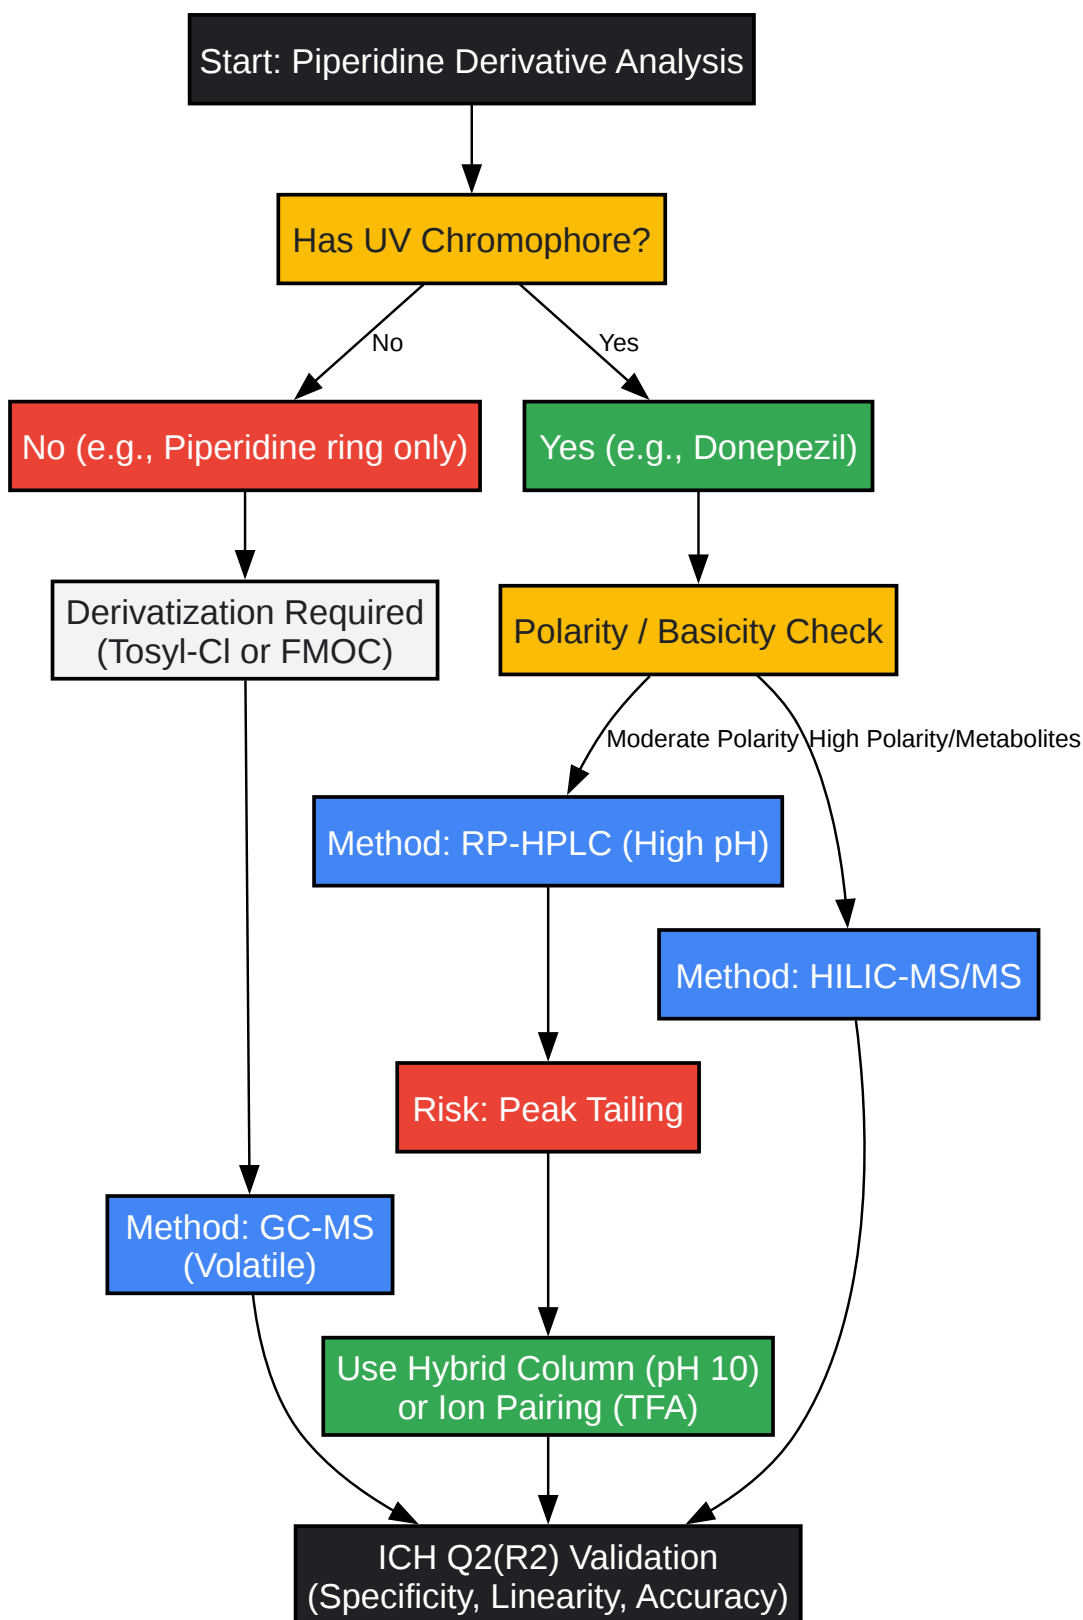 Start: Piperidine Derivative Analysis
Has UV Chromophore?
No
Yes
No (e.g., Piperidine ring only)
Yes (e.g., Donepezil)
Derivatization Required
(Tosyl-Cl or FMOC)
Polarity / Basicity Check
Moderate Polarity
High Polarity/Metabolites
Method: RP-HPLC (High pH)
Method: HILIC-MS/MS
Risk: Peak Tailing
Method: GC-MS
(Volatile)
Use Hybrid Column (pH 10)
or Ion Pairing (TFA)
ICH Q2(R2) Validation
(Specificity, Linearity, Accuracy)